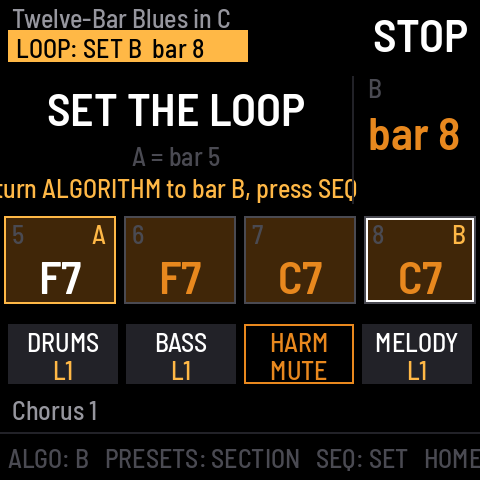 Twelve-Bar Blues in C
LOOP: SET B bar 8
STOP
SET THE LOOP
A = bar 5
turn ALGORITHM to bar B, press SEQ
B
bar 8
5 A
F7
6
F7
7
C7
8 B
C7
DRUMS
L1
BASS
L1
HARM
MUTE
MELODY
L1
Chorus 1
ALGO: B PRESETS: SECTION SEQ: SET HOME